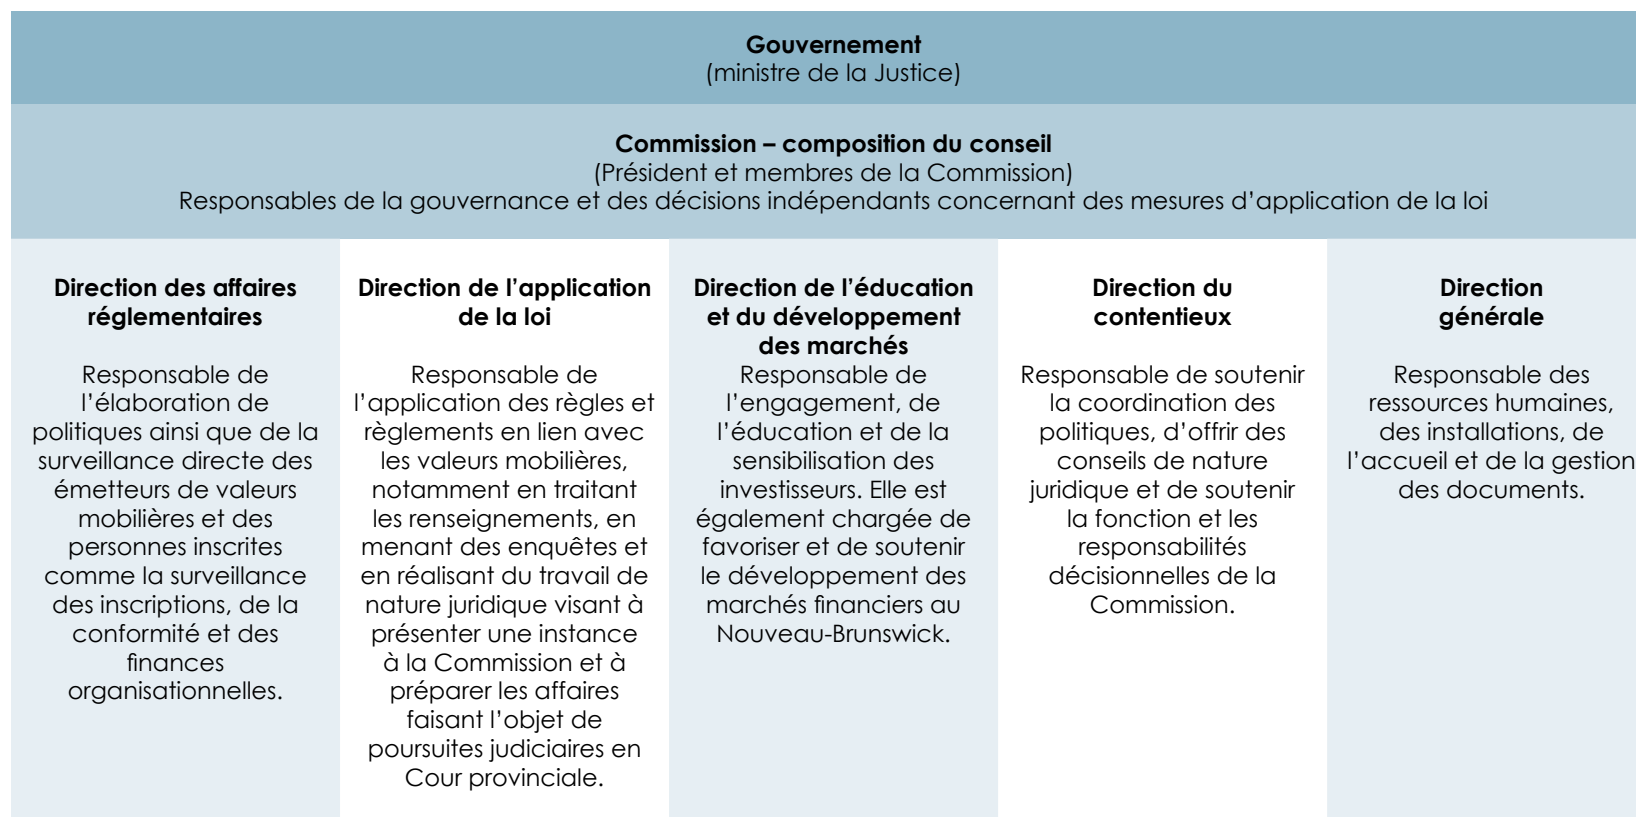 Gouvernement
(ministre de la Justice)
Commission – composition du conseil
(Président et membres de la Commission)
Responsables de la gouvernance et des décisions indépendants concernant des mesures d’application de la loi
Direction des affaires
réglementaires
Responsable de
l’élaboration de
politiques ainsi que de la
surveillance directe des
émetteurs de valeurs
mobilières et des
personnes inscrites
comme la surveillance
des inscriptions, de la
conformité et des
finances
organisationnelles.
Direction de l’application
de la loi
Responsable de
l’application des règles et
règlements en lien avec
les valeurs mobilières,
notamment en traitant
les renseignements, en
menant des enquêtes et
en réalisant du travail de
nature juridique visant à
présenter une instance
à la Commission et à
préparer les affaires
faisant l’objet de
poursuites judiciaires en
Cour provinciale.
Direction de l’éducation
et du développement
des marchés
Responsable de
l’engagement, de
l’éducation et de la
sensibilisation des
investisseurs. Elle est
également chargée de
favoriser et de soutenir
le développement des
marchés financiers au
Nouveau-Brunswick.
Direction du
contentieux
Responsable de soutenir
la coordination des
politiques, d’offrir des
conseils de nature
juridique et de soutenir
la fonction et les
responsabilités
décisionnelles de la
Commission.
Direction
générale
Responsable des
ressources humaines,
des installations, de
l’accueil et de la gestion
des documents.